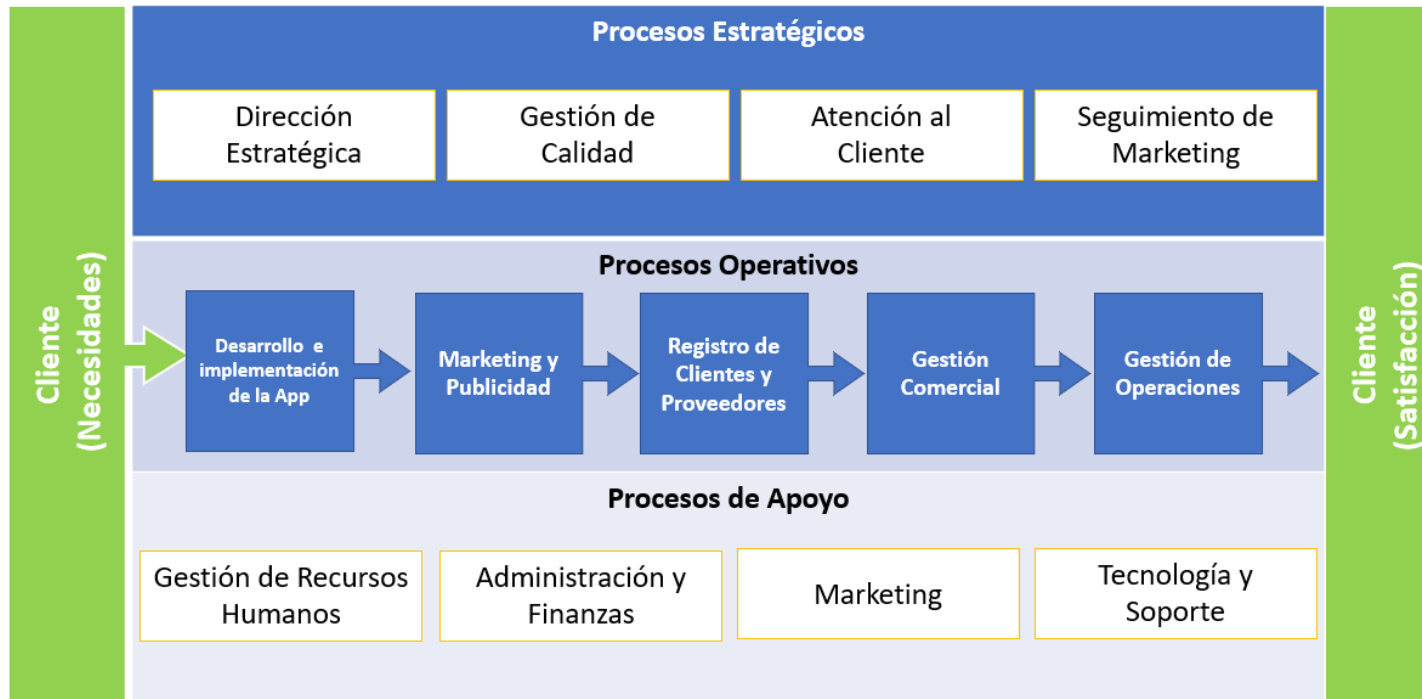 Procesos Estratégicos
Dirección
Estratégica
Gestión de
Calidad
Atención al
Cliente
Seguimiento de
Marketing
Cliente
(Necesidades)
Procesos Operativos
Desarrollo e
implementación
de la App
Marketing y
Publicidad
Registro de
Clientes y
Proveedores
Gestión
Comercial
Gestión de
Operaciones
Cliente
(Satisfacción)
Procesos de Apoyo
Gestión de Recursos
Humanos
Administración y
Finanzas
Marketing
Tecnología y
Soporte